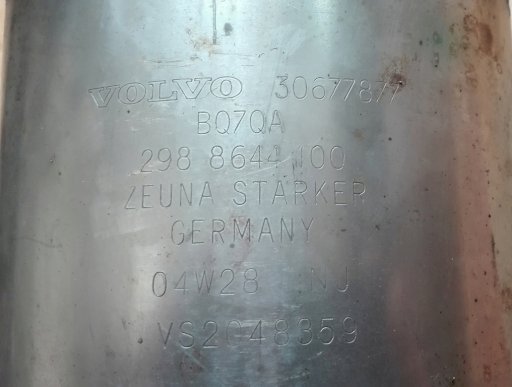 VOLVO 30677877
BQ7QA
298 8644 100
ZEUNA STARKER
GERMANY
04W28 NJ
VS2048359